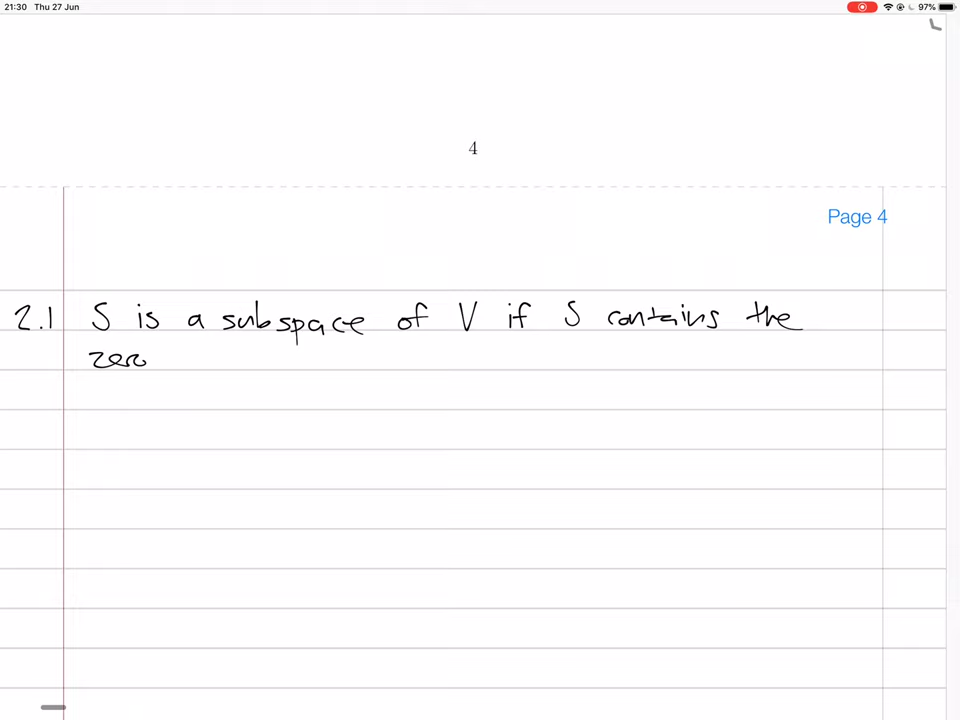 21:30 Thu 27 Jun 97%
4
Page 4
2.1 S is a subspace of V if S contains the
zero